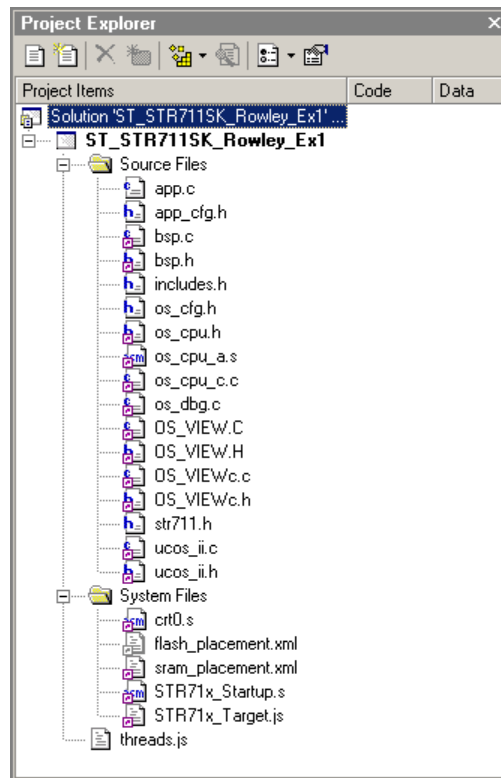 Project Explorer
Project Items Code Data
Solution 'ST_STR711SK_Rowley_Ex1'...
ST_STR711SK_Rowley_Ex1
Source Files
app.c
app_cfg.h
bsp.c
bsp.h
includes.h
os_cfg.h
os_cpu.h
os_cpu_a.s
os_cpu_c.c
os_dbg.c
OS_VIEW.C
OS_VIEW.H
OS_VIEWc.c
OS_VIEWc.h
str711.h
ucos_ii.c
ucos_ii.h
System Files
crt0.s
flash_placement.xml
sram_placement.xml
STR71x_Startup.s
STR71x_Target.js
threads.js